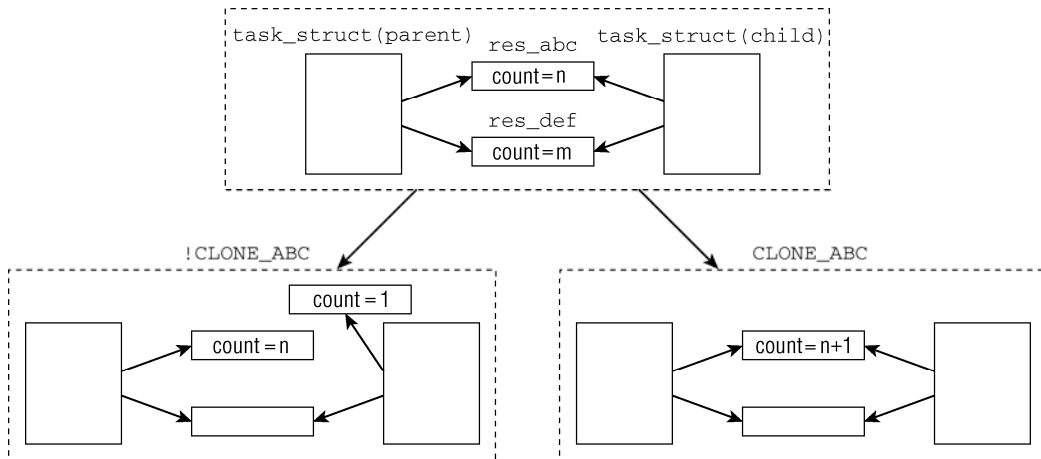 task_struct(parent)
res_abc
task_struct(child)
count=n
res_def
count=m
!CLONE_ABC
CLONE_ABC
count=1
count=n
count=n+1